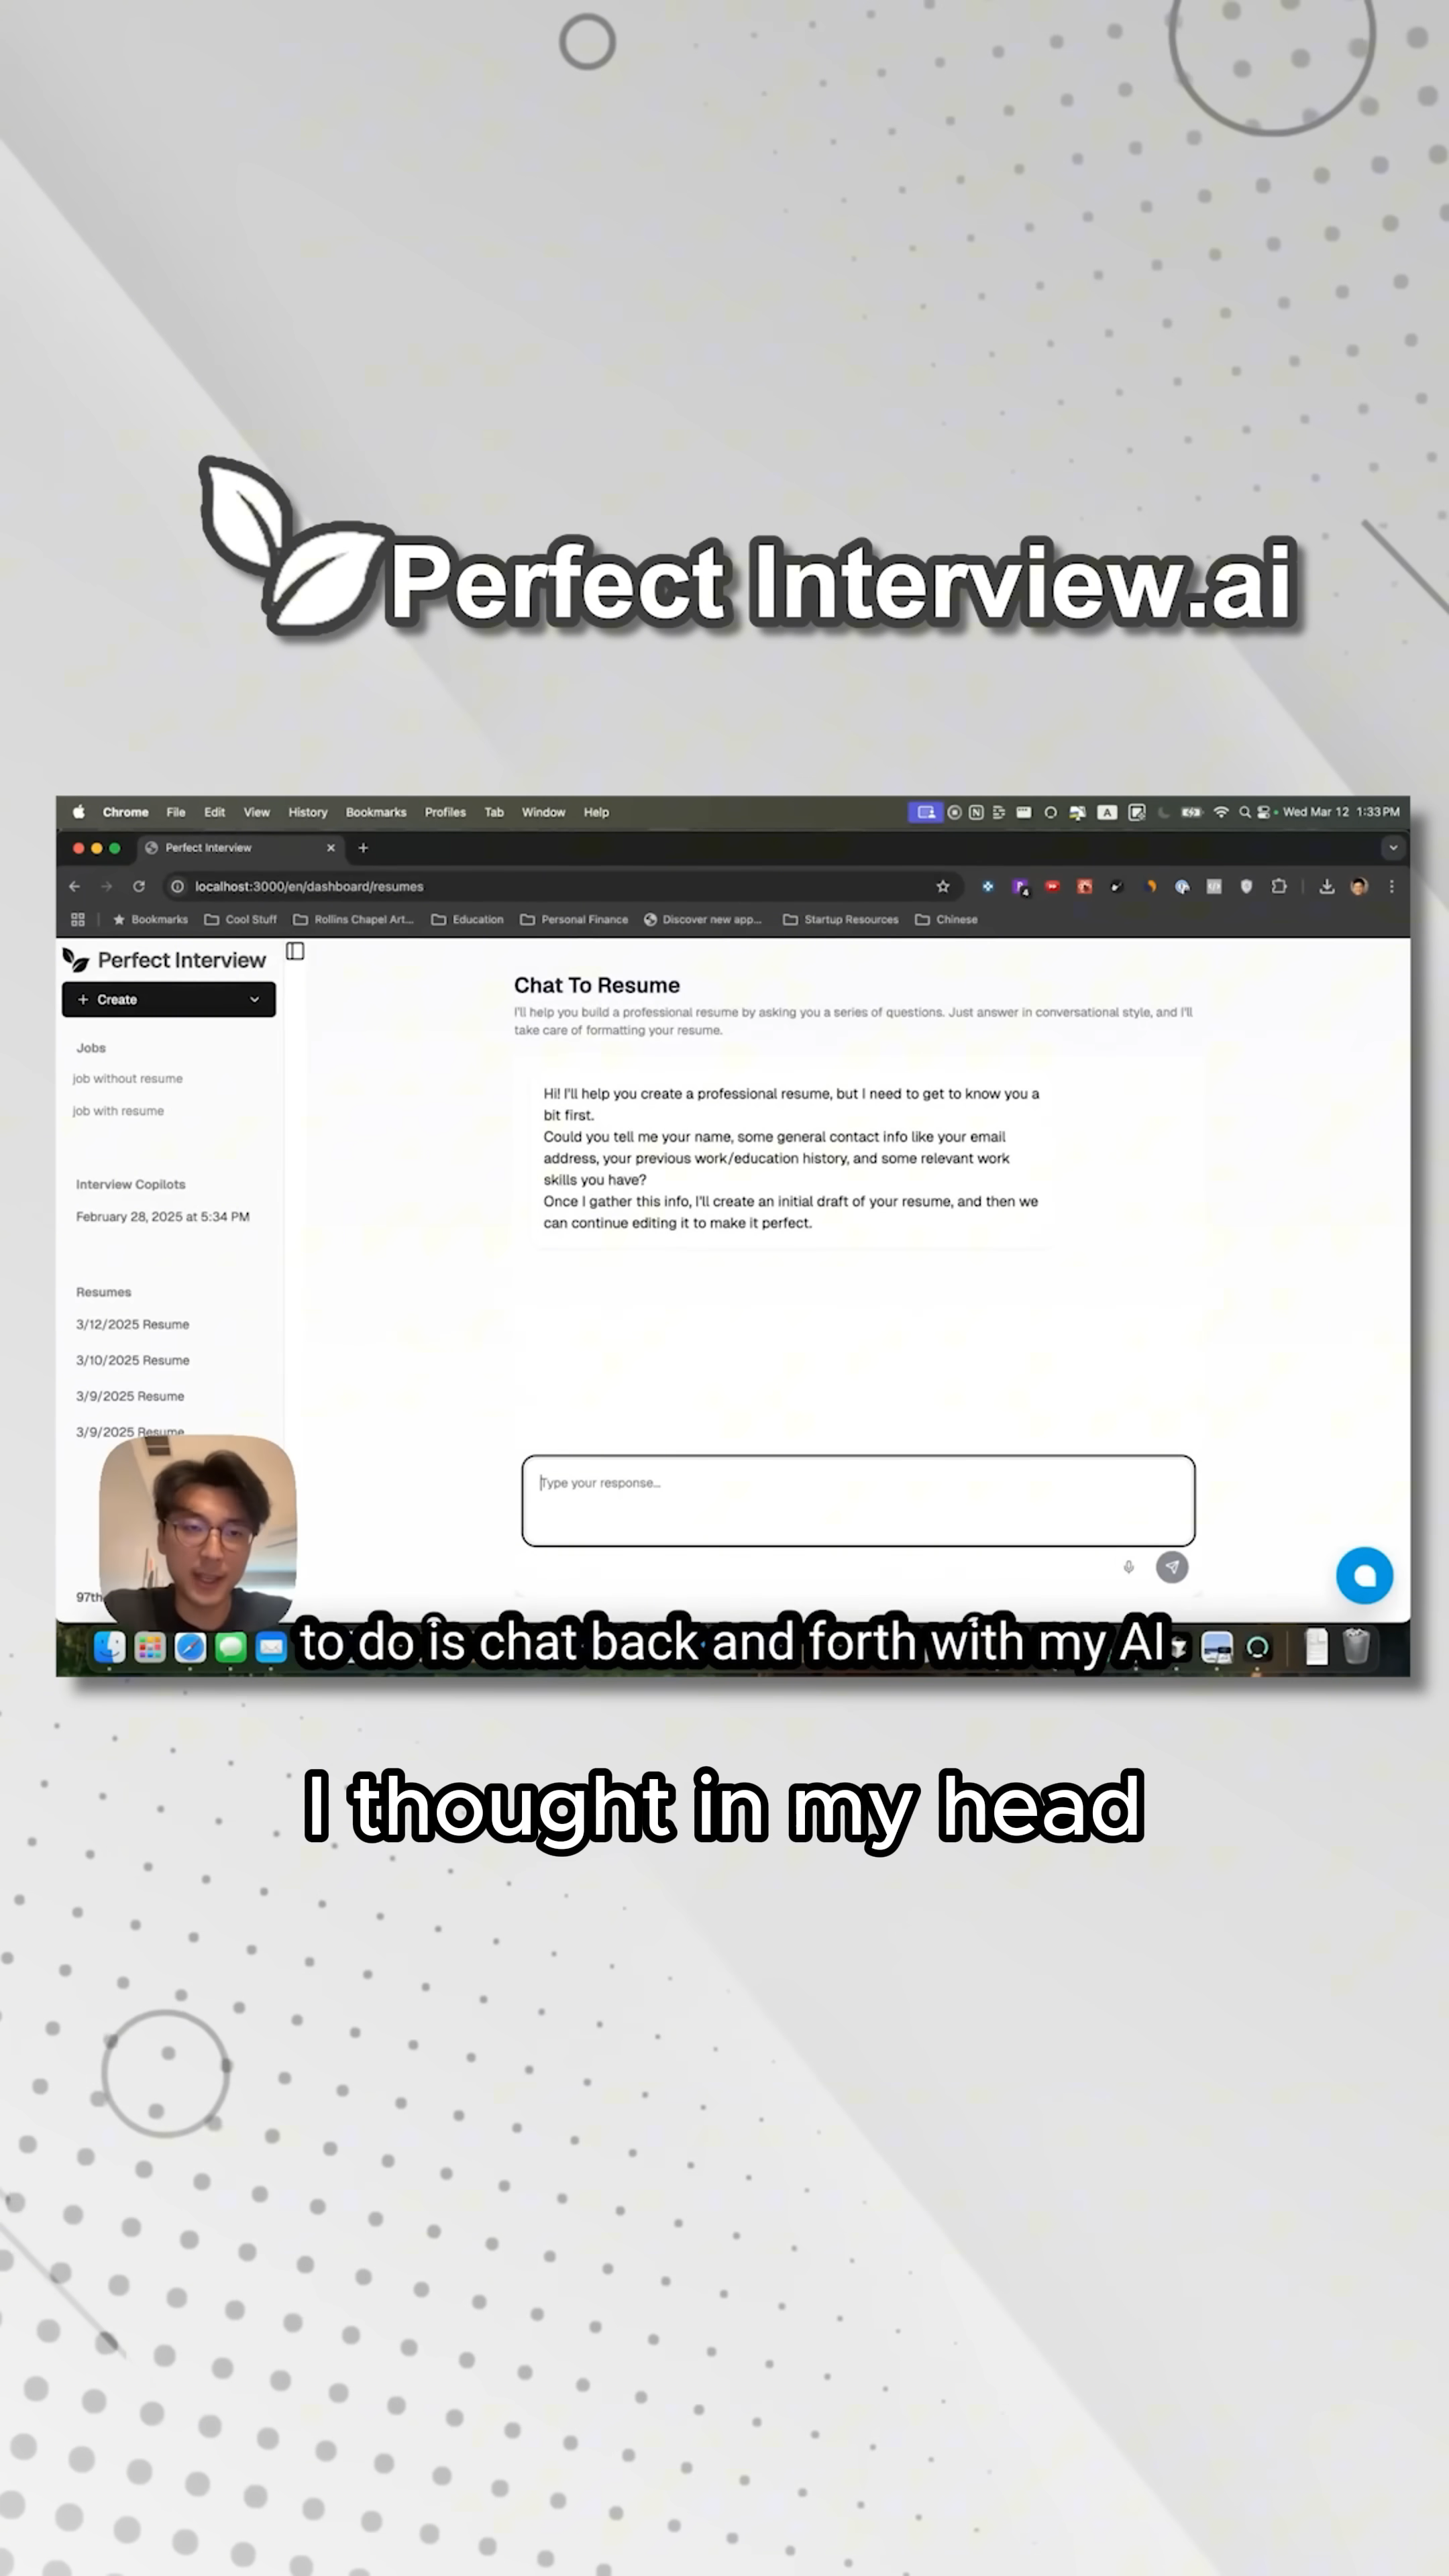 Perfect Interview.ai
Chrome File Edit View History Bookmarks Profiles Tab Window Help
A
Wed Mar 12 1:33 PM
Perfect Interview
localhost:3000/en/dashboard/resumes
4
Bookmarks Cool Stuff Rollins Chapel Art... Education Personal Finance Discover new app... Startup Resources Chinese
Perfect Interview
+ Create
Jobs
job without resume
job with resume
Interview Copilots
February 28, 2025 at 5:34 PM
Resumes
3/12/2025 Resume
3/10/2025 Resume
3/9/2025 Resume
3/9/2025 Resume
97th
Chat To Resume
I'll help you build a professional resume by asking you a series of questions. Just answer in conversational style, and I'll
take care of formatting your resume.
Hi! I'll help you create a professional resume, but I need to get to know you a
bit first.
Could you tell me your name, some general contact info like your email
address, your previous work/education history, and some relevant work
skills you have?
Once I gather this info, I'll create an initial draft of your resume, and then we
can continue editing it to make it perfect.
Type your response...
to do is chat back and forth with my AI
I thought in my head